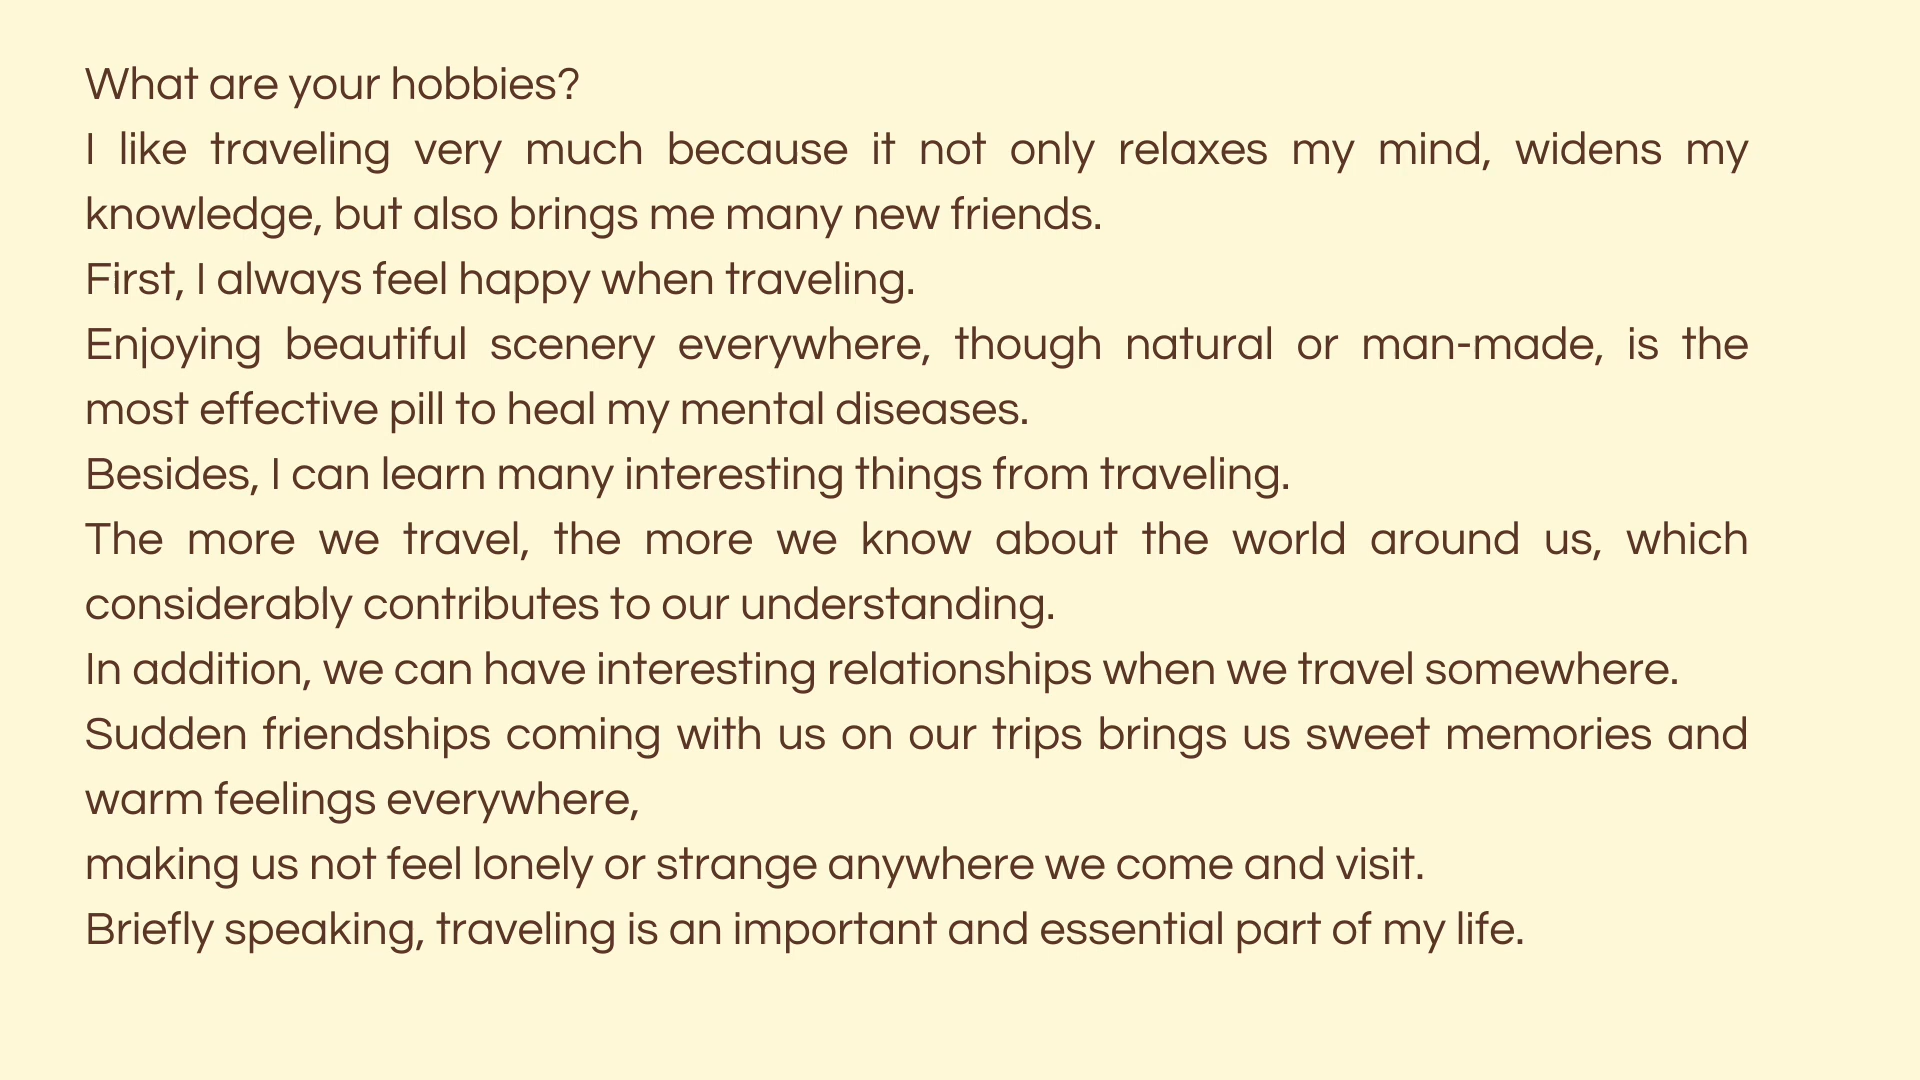 What are your hobbies?
I like traveling very much because it not only relaxes my mind, widens my
knowledge, but also brings me many new friends.
First, I always feel happy when traveling.
Enjoying beautiful scenery everywhere, though natural or man-made, is the
most effective pill to heal my mental diseases.
Besides, I can learn many interesting things from traveling.
The more we travel, the more we know about the world around us, which
considerably contributes to our understanding.
In addition, we can have interesting relationships when we travel somewhere.
Sudden friendships coming with us on our trips brings us sweet memories and
warm feelings everywhere,
making us not feel lonely or strange anywhere we come and visit.
Briefly speaking, traveling is an important and essential part of my life.